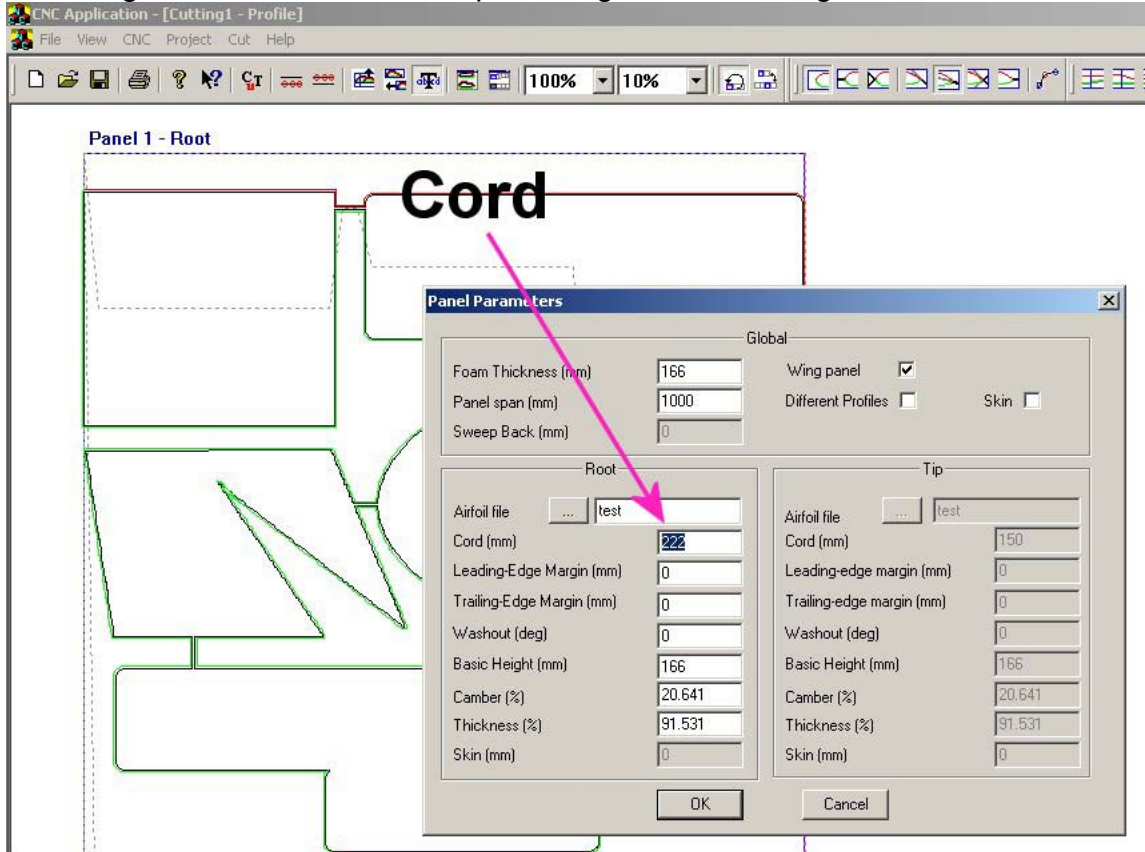 CNC Application - [Cutting1 - Profile]
File View CNC Project Cut Help
100% 10%
Panel 1 - Root
Cord
Panel Parameters
Global
Foam Thickness (mm) 166 Wing panel
Panel span (mm) 1000 Different Profiles Skin
Sweep Back (mm) 0
Root Tip
Airfoil file ... test Airfoil file ... test
Cord (mm) 222 Cord (mm) 150
Leading-Edge Margin (mm) 0 Leading-edge margin (mm) 0
Trailing-Edge Margin (mm) 0 Trailing-edge margin (mm) 0
Washout (deg) 0 Washout (deg) 0
Basic Height (mm) 166 Basic Height (mm) 166
Camber (%) 20.641 Camber (%) 20.641
Thickness (%) 91.531 Thickness (%) 91.531
Skin (mm) 0 Skin (mm) 0
OK Cancel